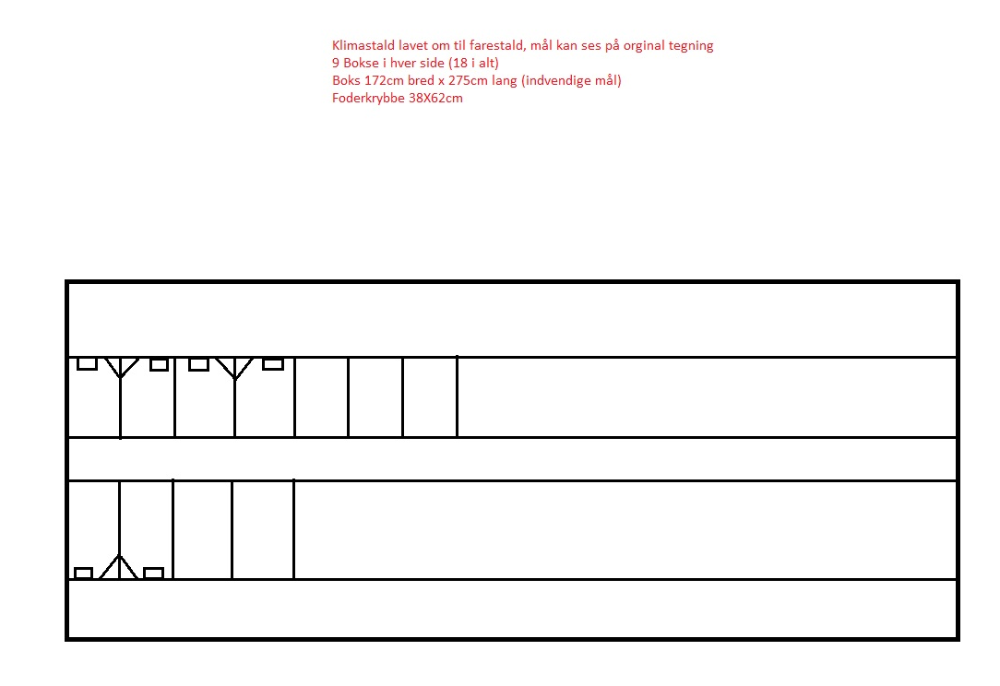 Klimastald lavet om til farestald, mål kan ses på orginal tegning
9 Bokse i hver side (18 i alt)
Boks 172cm bred x 275cm lang (indvendige mål)
Foderkrybbe 38X62cm